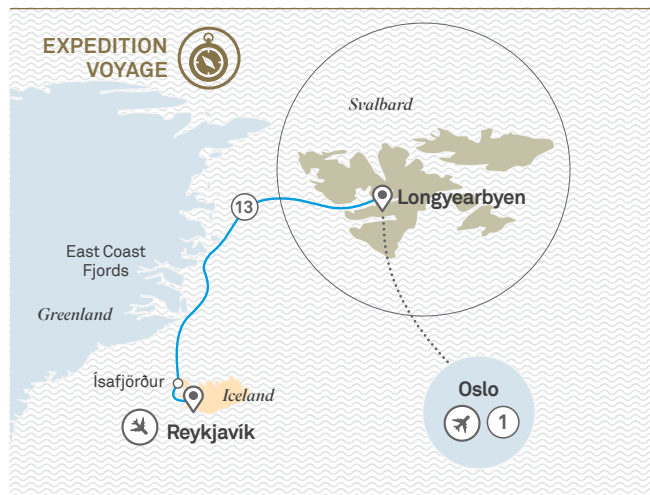 EXPEDITION
VOYAGE
Svalbard
13
Longyearbyen
East Coast
Fjords
Greenland
Ísafjörður
Iceland
Reykjavík
Oslo
1